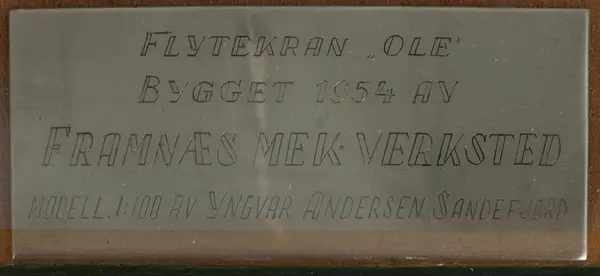 FLYTEKRAN „OLE"
BYGGET 1954 AV
FRAMNÆS MEK. VERKSTED
MODELL. 1:100 AV YNGVAR ANDERSEN SANDEFJORD